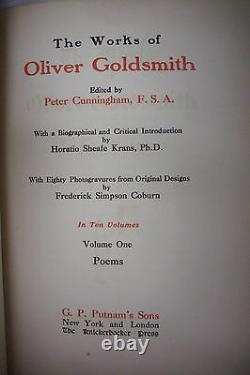 The Works of
Oliver Goldsmith
Edited by
Peter Cunningham, F. S. A.
With a Biographical and Critical Introduction
by
Horatio Sheafe Krans, Ph.D.
With Eighty Photogravures from Original Designs
by
Frederick Simpson Coburn
In Ten Volumes
Volume One
Poems
G. P. Putnam's Sons
New York and London
The Knickerbocker Press
thecabe.com